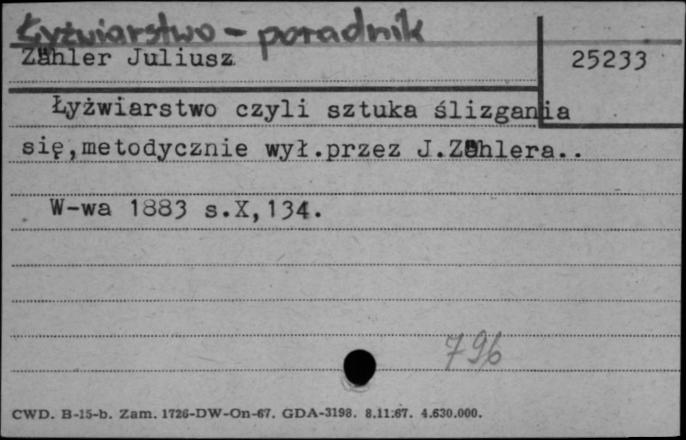 Łyżwiarstwo - poradnik
Zähler Juliusz
25233
Łyżwiarstwo czyli sztuka ślizgania
się,metodycznie wył.przez J.Zählera..
W-wa 1883 s.X,134.
796
CWD. B-15-b. Zam. 1726-DW-On-67. GDA-3198. 8.11.67. 4.630.000.